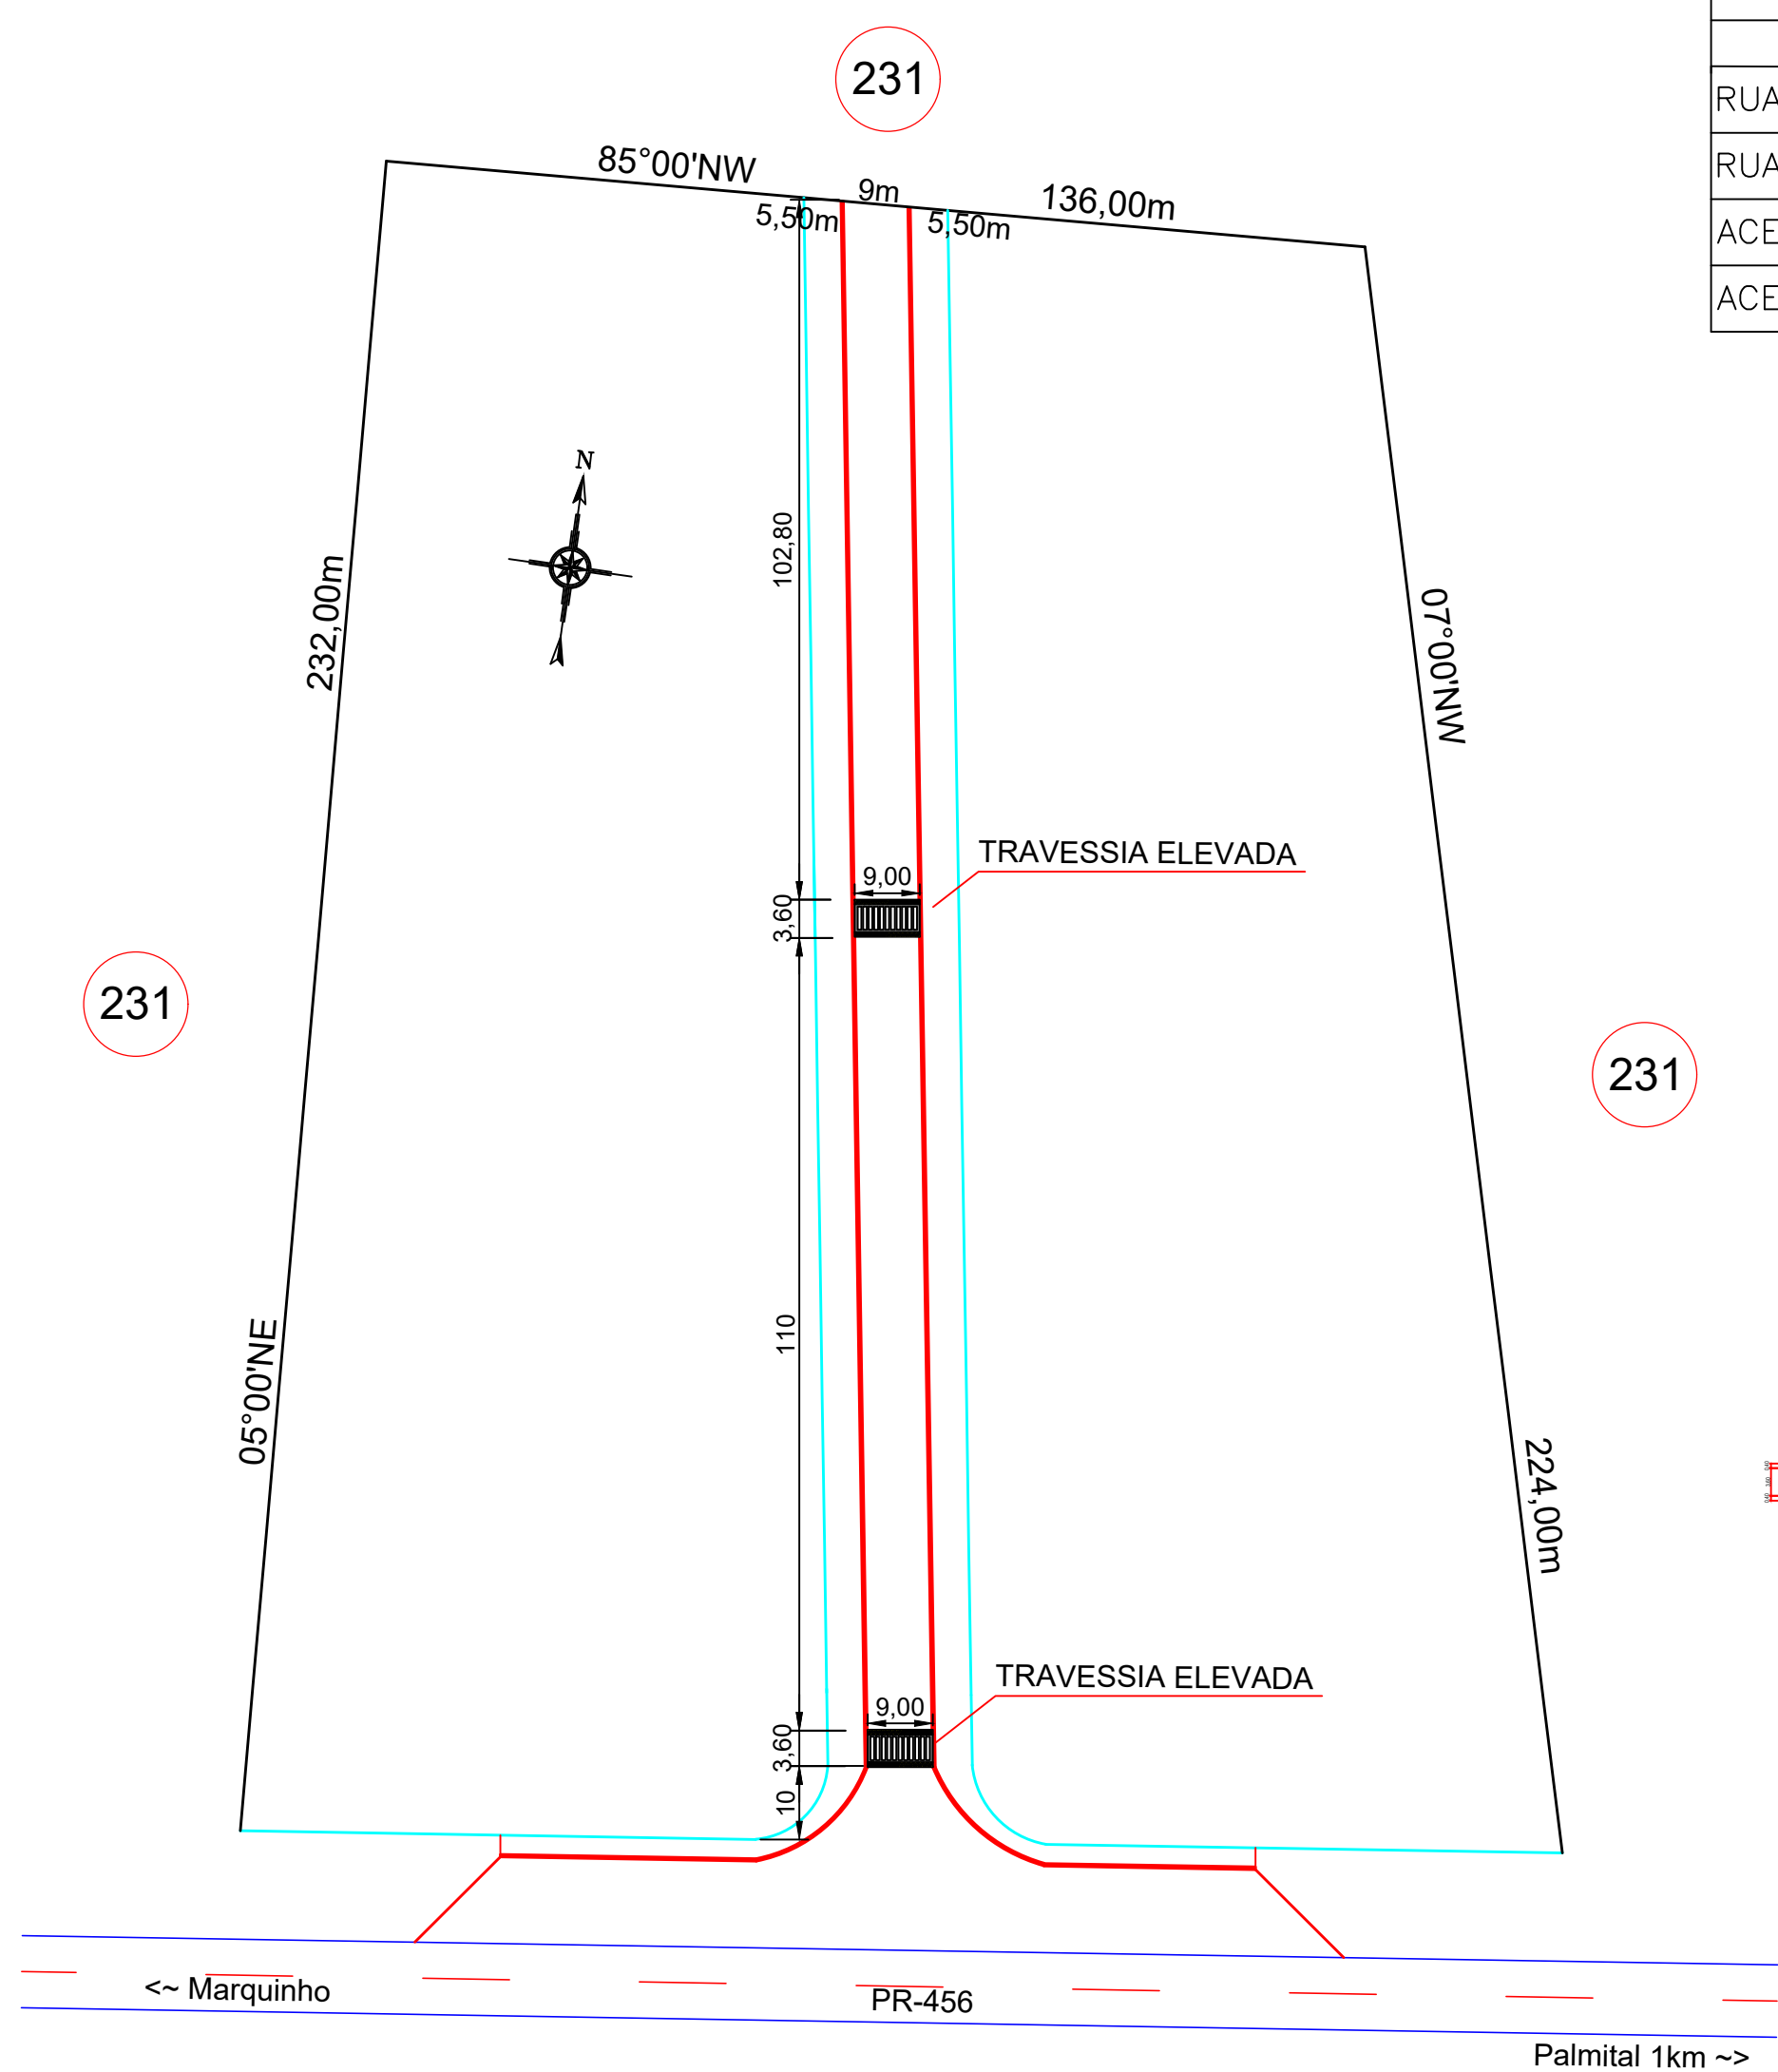 231
RUA
RUA
ACE
ACE
85°00'NW
9m
136,00m
5,50m
5,50m
N
102,80
232,00m
07°00'NW
TRAVESSIA ELEVADA
9,00
3,60
231
231
110
05°00'NE
224,00m
TRAVESSIA ELEVADA
9,00
3,60
10
<~ Marquinho
PR-456
Palmital 1km ~>